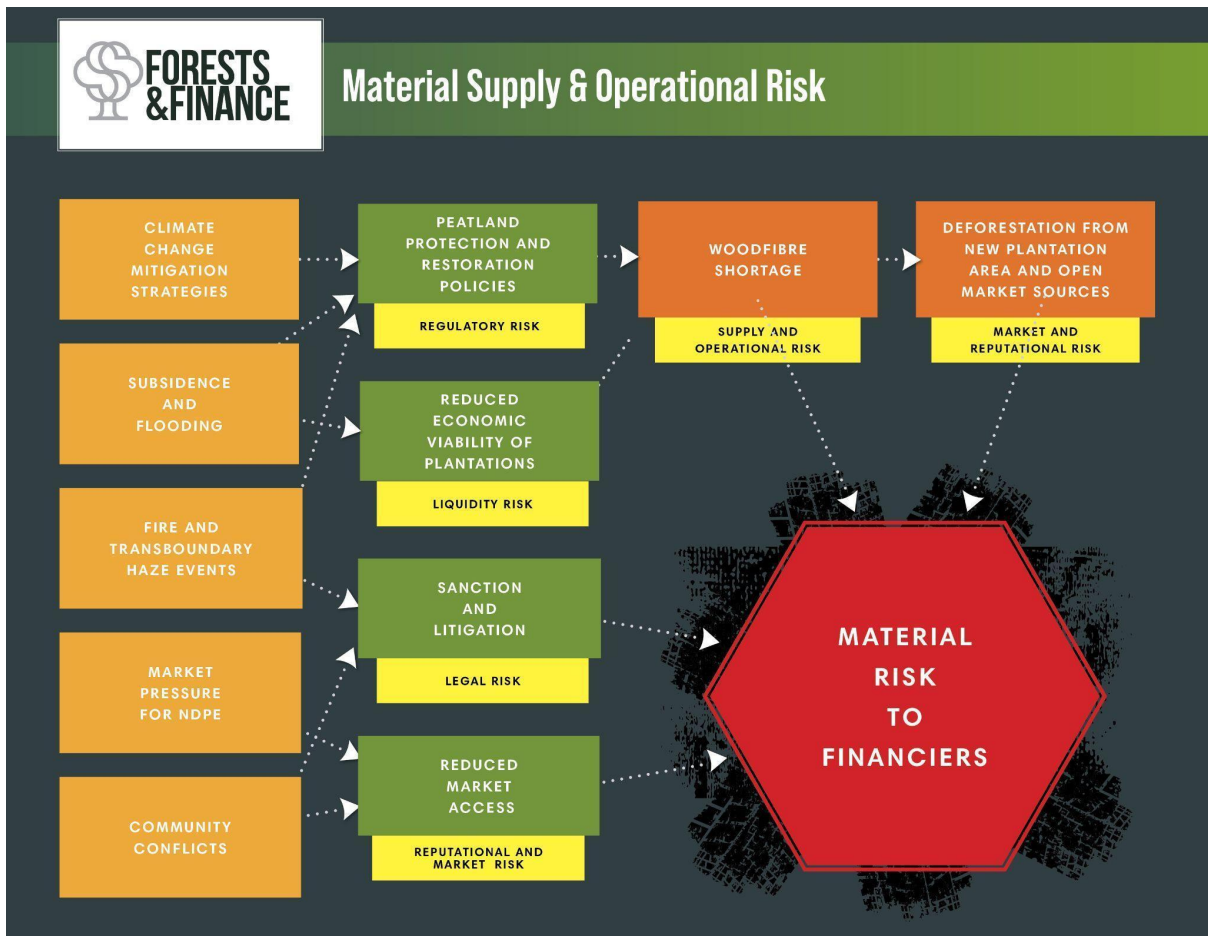 FORESTS
&FINANCE
Material Supply & Operational Risk
CLIMATE
CHANGE
MITIGATION
STRATEGIES
SUBSIDENCE
AND
FLOODING
FIRE AND
TRANSBOUNDARY
HAZE EVENTS
MARKET
PRESSURE
FOR NDPE
COMMUNITY
CONFLICTS
PEATLAND
PROTECTION AND
RESTORATION
POLICIES
REGULATORY RISK
REDUCED
ECONOMIC
VIABILITY OF
PLANTATIONS
LIQUIDITY RISK
SANCTION
AND
LITIGATION
LEGAL RISK
REDUCED
MARKET
ACCESS
REPUTATIONAL AND
MARKET RISK
WOODFIBRE
SHORTAGE
SUPPLY AND
OPERATIONAL RISK
DEFORESTATION FROM
NEW PLANTATION
AREA AND OPEN
MARKET SOURCES
MARKET AND
REPUTATIONAL RISK
MATERIAL
RISK
TO
FINANCIERS